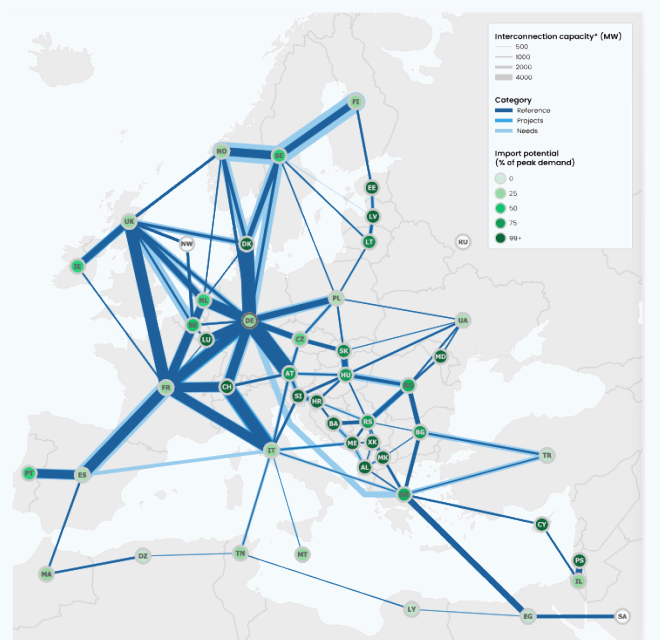 Interconnection capacity* (MW)
500
1000
2000
4000
Category
Reference
Projects
Needs
Import potential
(% of peak demand)
0
25
50
75
99+
FI
NO
SE
EE
LV
LT
RU
UK
NW
DK
IE
NL
PL
BE
DE
UA
LU
CZ
SK
MD
FR
CH
AT
HU
RO
SI
HR
BA
RS
BG
ME
XK
IT
MK
TR
AL
PT
ES
GR
CY
OZ
TN
MT
PS
MA
IL
LY
EG
SA